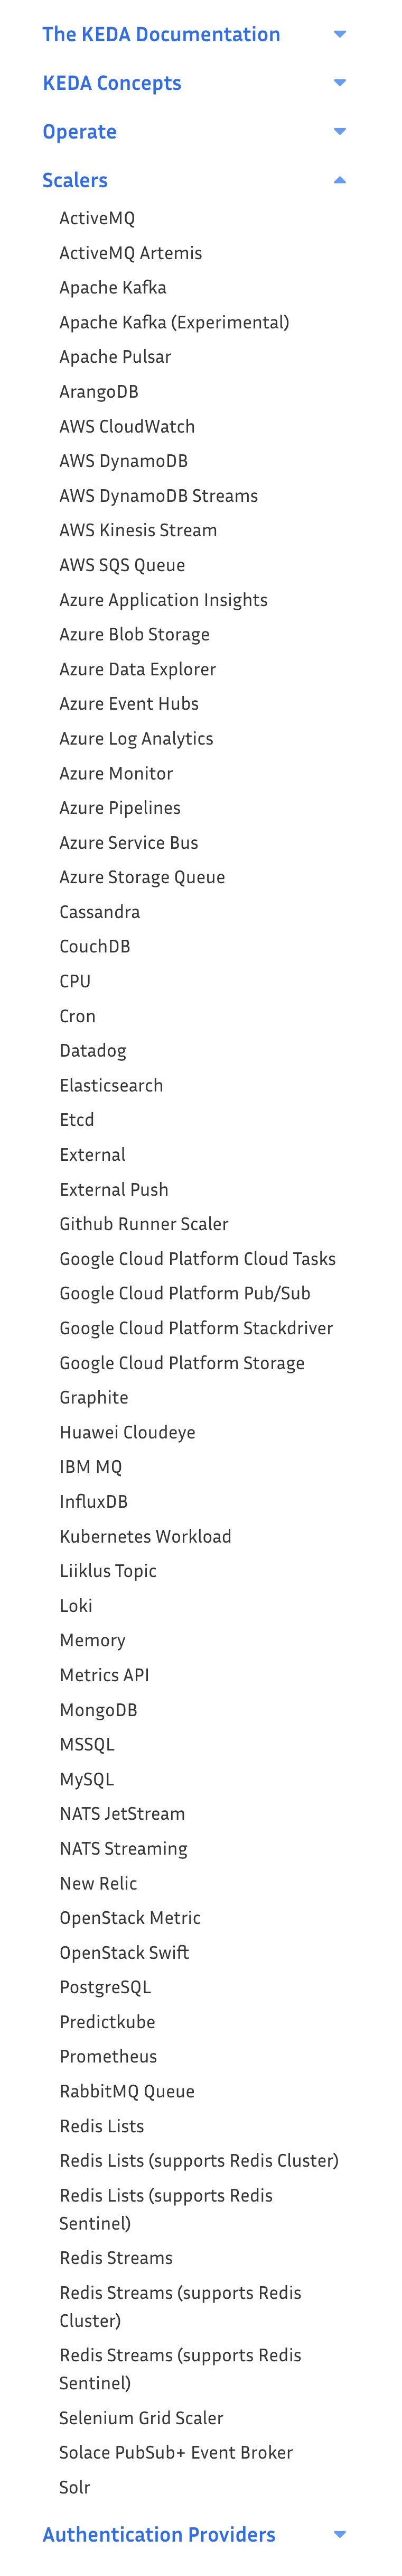 The KEDA Documentation
KEDA Concepts
Operate
Scalers
ActiveMQ
ActiveMQ Artemis
Apache Kafka
Apache Kafka (Experimental)
Apache Pulsar
ArangoDB
AWS CloudWatch
AWS DynamoDB
AWS DynamoDB Streams
AWS Kinesis Stream
AWS SQS Queue
Azure Application Insights
Azure Blob Storage
Azure Data Explorer
Azure Event Hubs
Azure Log Analytics
Azure Monitor
Azure Pipelines
Azure Service Bus
Azure Storage Queue
Cassandra
CouchDB
CPU
Cron
Datadog
Elasticsearch
Etcd
External
External Push
Github Runner Scaler
Google Cloud Platform Cloud Tasks
Google Cloud Platform Pub/Sub
Google Cloud Platform Stackdriver
Google Cloud Platform Storage
Graphite
Huawei Cloudeye
IBM MQ
InfluxDB
Kubernetes Workload
Liiklus Topic
Loki
Memory
Metrics API
MongoDB
MSSQL
MySQL
NATS JetStream
NATS Streaming
New Relic
OpenStack Metric
OpenStack Swift
PostgreSQL
Predictkube
Prometheus
RabbitMQ Queue
Redis Lists
Redis Lists (supports Redis Cluster)
Redis Lists (supports Redis
Sentinel)
Redis Streams
Redis Streams (supports Redis
Cluster)
Redis Streams (supports Redis
Sentinel)
Selenium Grid Scaler
Solace PubSub+ Event Broker
Solr
Authentication Providers